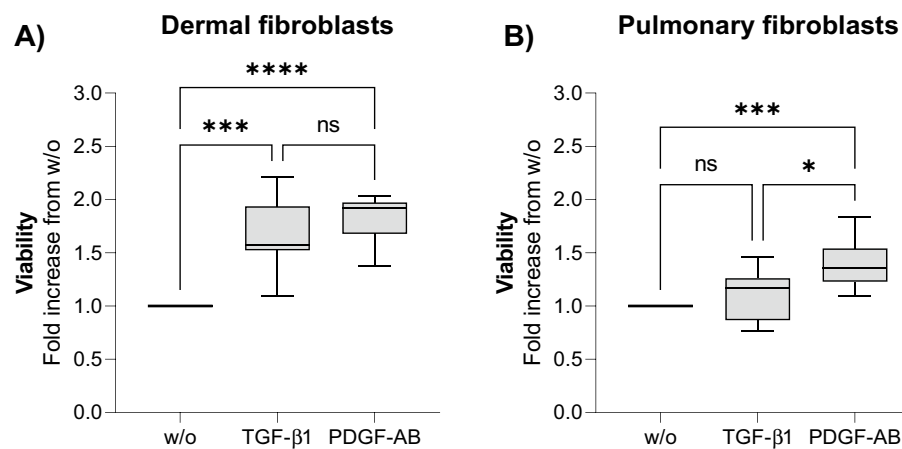 A)
Dermal fibroblasts
****
***
ns
Viability
Fold increase from w/o
3.0
2.5
2.0
1.5
1.0
0.5
0.0
w/o
TGF-β1
PDGF-AB
B)
Pulmonary fibroblasts
***
ns
*
Viability
Fold increase from w/o
3.0
2.5
2.0
1.5
1.0
0.5
0.0
w/o
TGF-β1
PDGF-AB